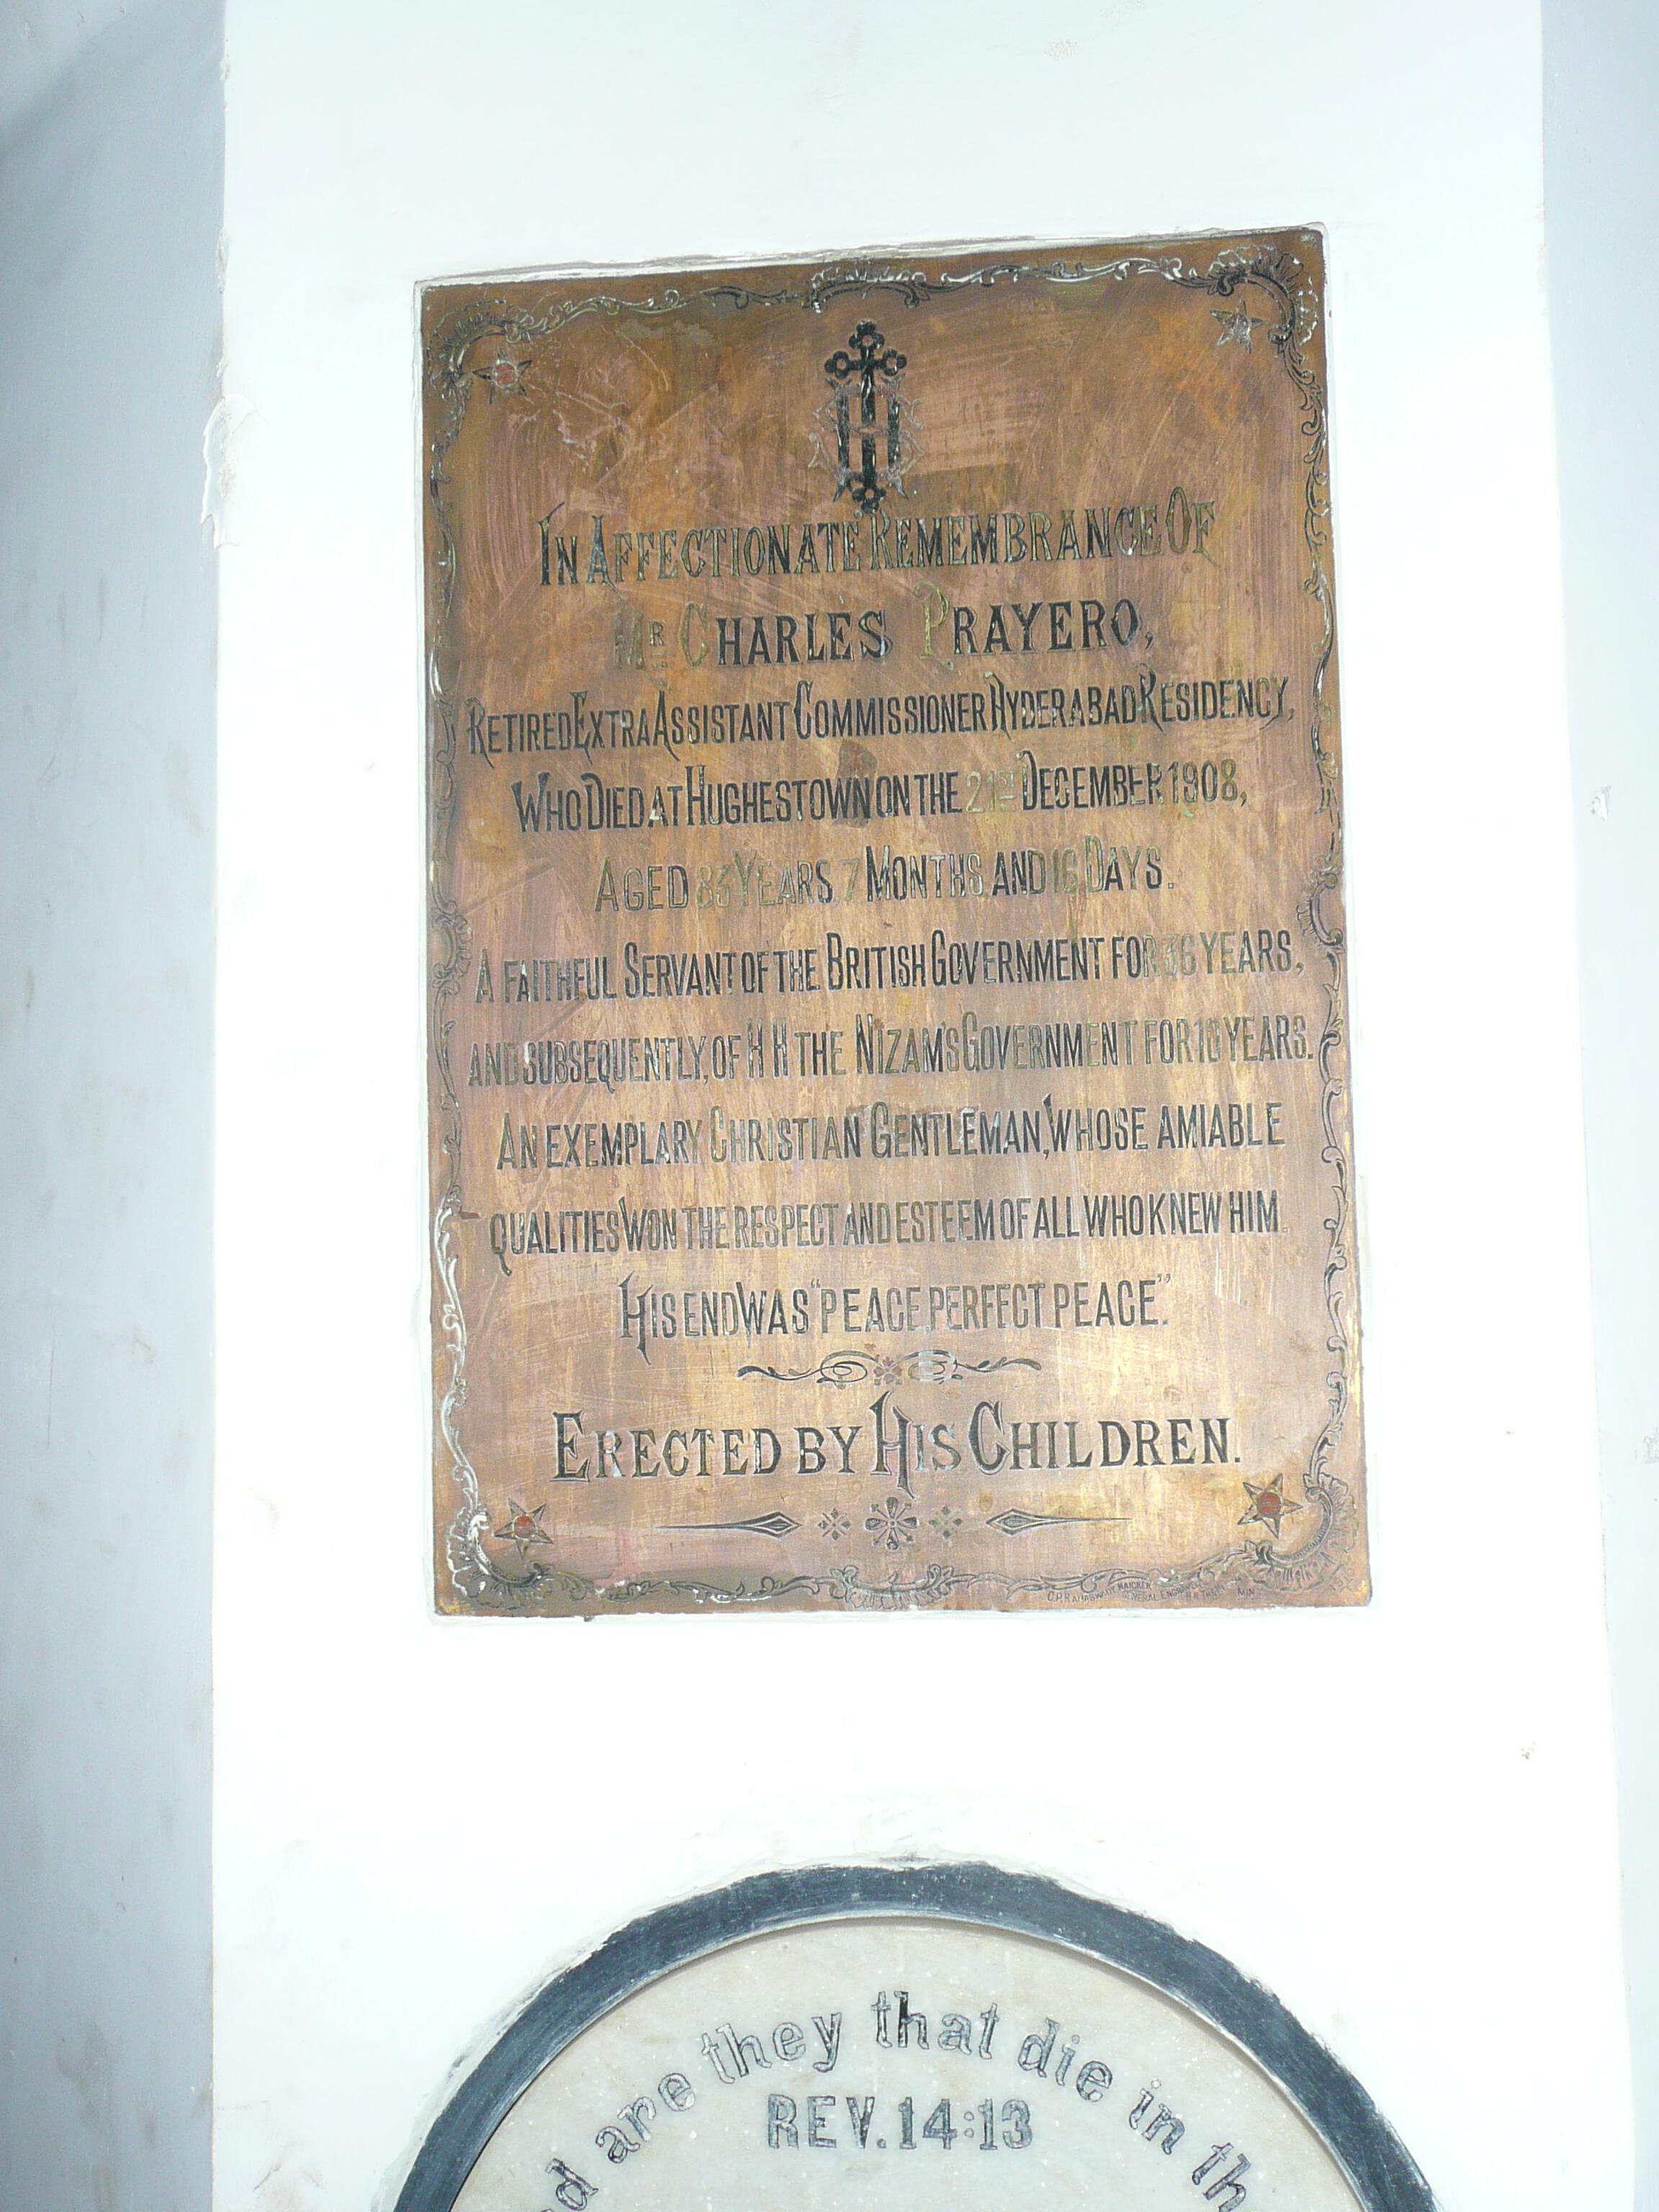 IN AFFECTIONATE REMEMBRANCE OF
MR CHARLES PRAYERO,
RETIRED EXTRA ASSISTANT COMMISSIONER HYDERABAD RESIDENCY,
WHO DIED AT HUGHESTOWN ON THE 21ST DECEMBER 1908,
AGED 83 YEARS, 7 MONTHS, AND 16 DAYS.
A FAITHFUL SERVANT OF THE BRITISH GOVERNMENT FOR 36 YEARS,
AND SUBSEQUENTLY, OF H H THE NIZAM'S GOVERNMENT FOR 18 YEARS.
AN EXEMPLARY CHRISTIAN GENTLEMAN, WHOSE AMIABLE
QUALITIES WON THE RESPECT AND ESTEEM OF ALL WHO KNEW HIM.
HIS END WAS "PEACE, PERFECT PEACE."
ERECTED BY HIS CHILDREN.
are they that die in th
REV. 14:13